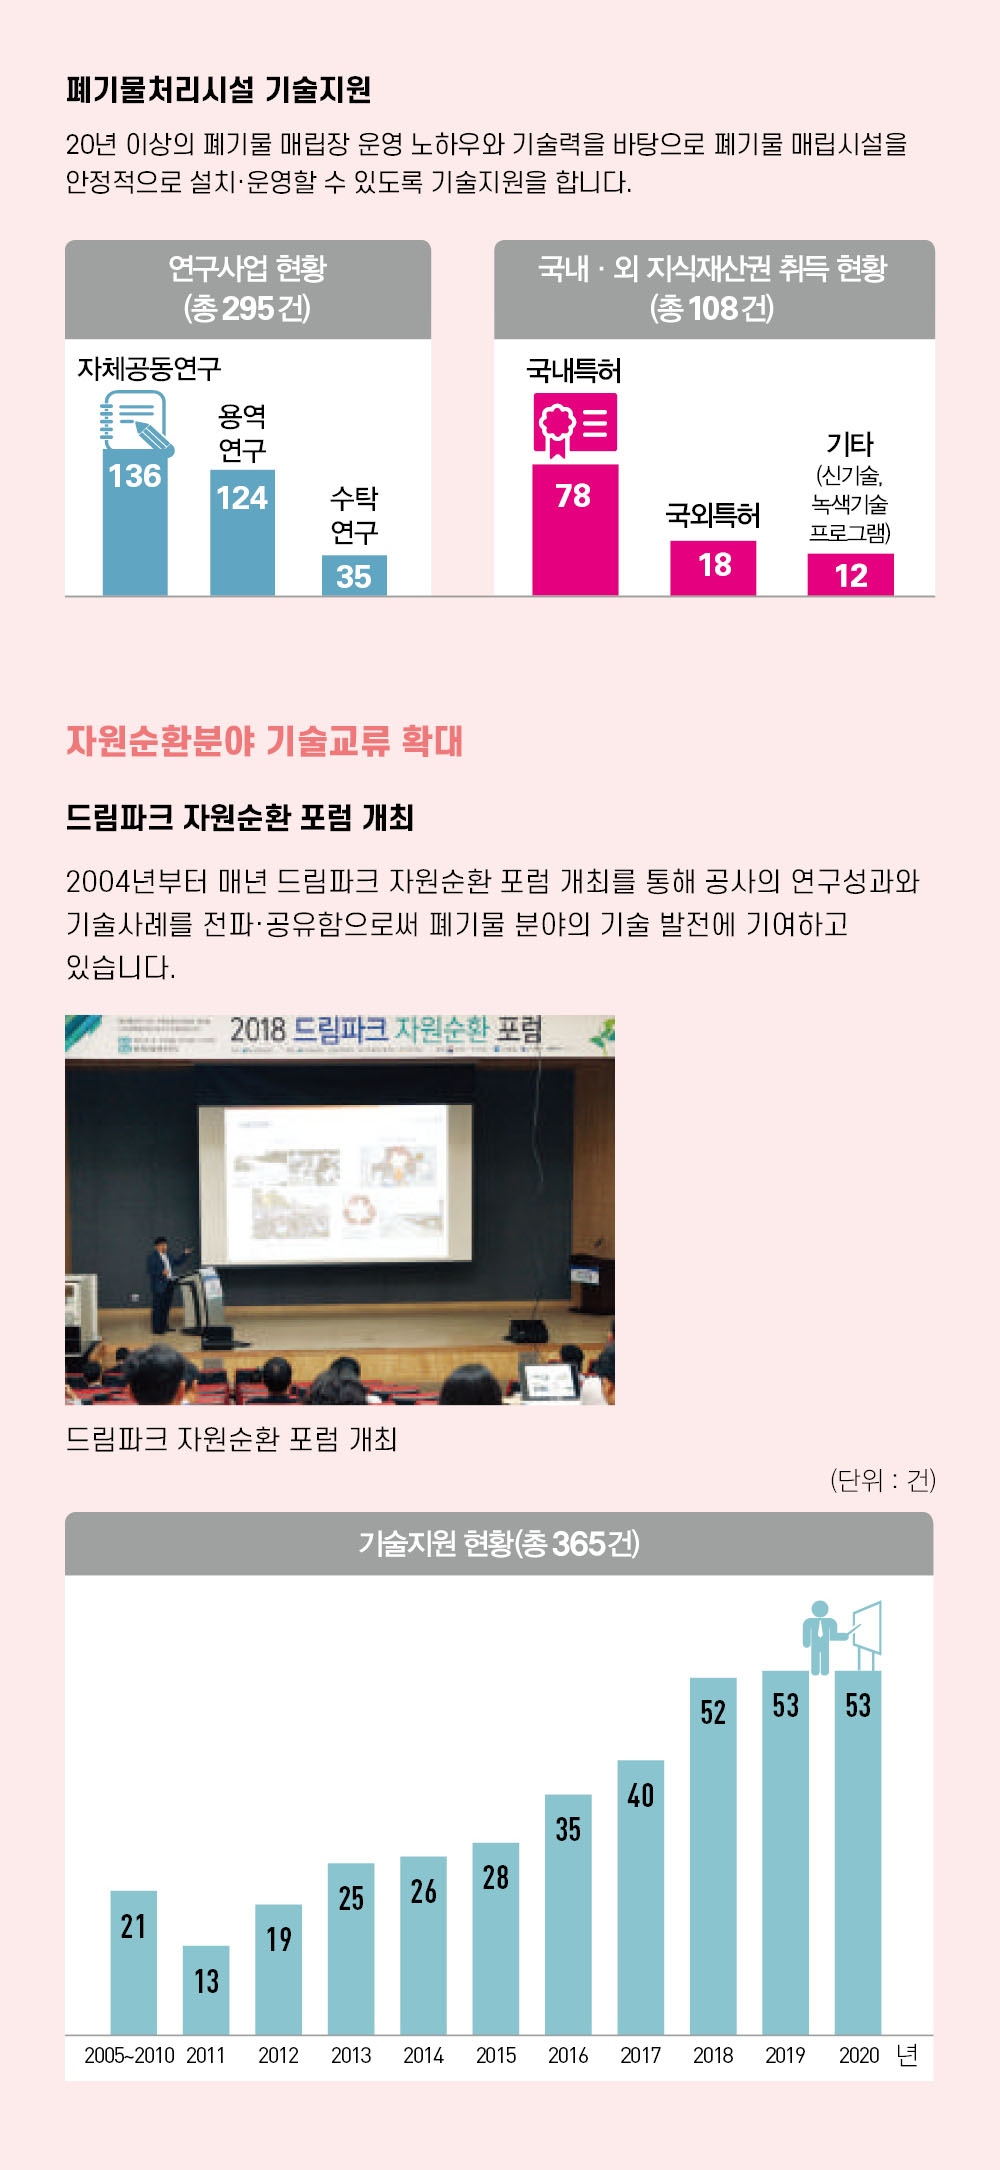 폐기물처리시설 기술지원
20년 이상의 폐기물 매립장 운영 노하우와 기술력을 바탕으로 폐기물 매립시설을
안정적으로 설치·운영할 수 있도록 기술지원을 합니다.
연구사업 현황
(총 295건)
자체공동연구
136
용역
연구
124
수탁
연구
35
국내 · 외 지식재산권 취득 현황
(총 108건)
국내특허
78
국외특허
18
기타
(신기술,
녹색기술
프로그램)
12
자원순환분야 기술교류 확대
드림파크 자원순환 포럼 개최
2004년부터 매년 드림파크 자원순환 포럼 개최를 통해 공사의 연구성과와
기술사례를 전파·공유함으로써 폐기물 분야의 기술 발전에 기여하고
있습니다.
2018 드림파크 자원순환 포럼
드림파크 자원순환 포럼 개최
(단위 : 건)
기술지원 현황(총 365건)
21
13
19
25
26
28
35
40
52
53
53
2005~2010 2011 2012 2013 2014 2015 2016 2017 2018 2019 2020 년